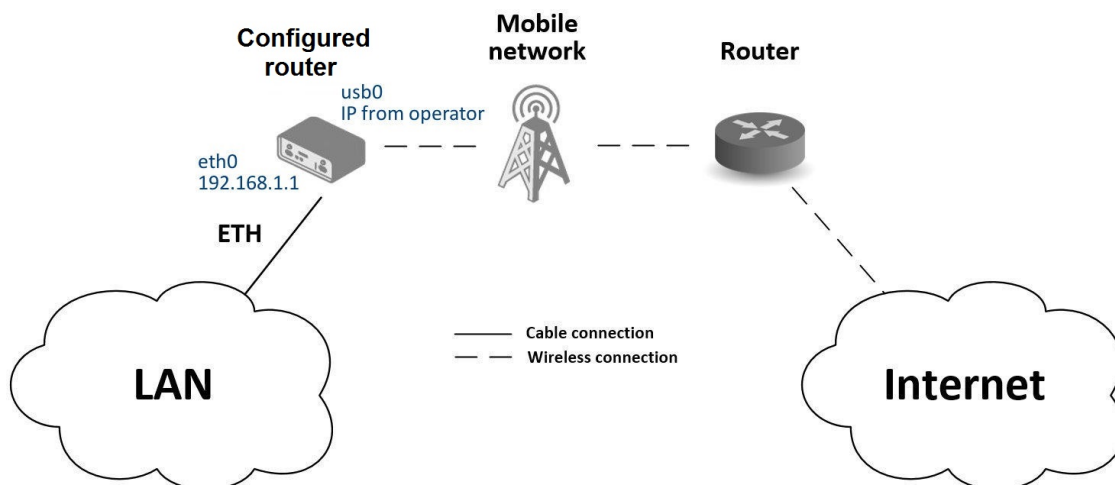 Configured
router
Mobile
network
Router
usb0
IP from operator
eth0
192.168.1.1
ETH
Cable connection
Wireless connection
LAN
Internet